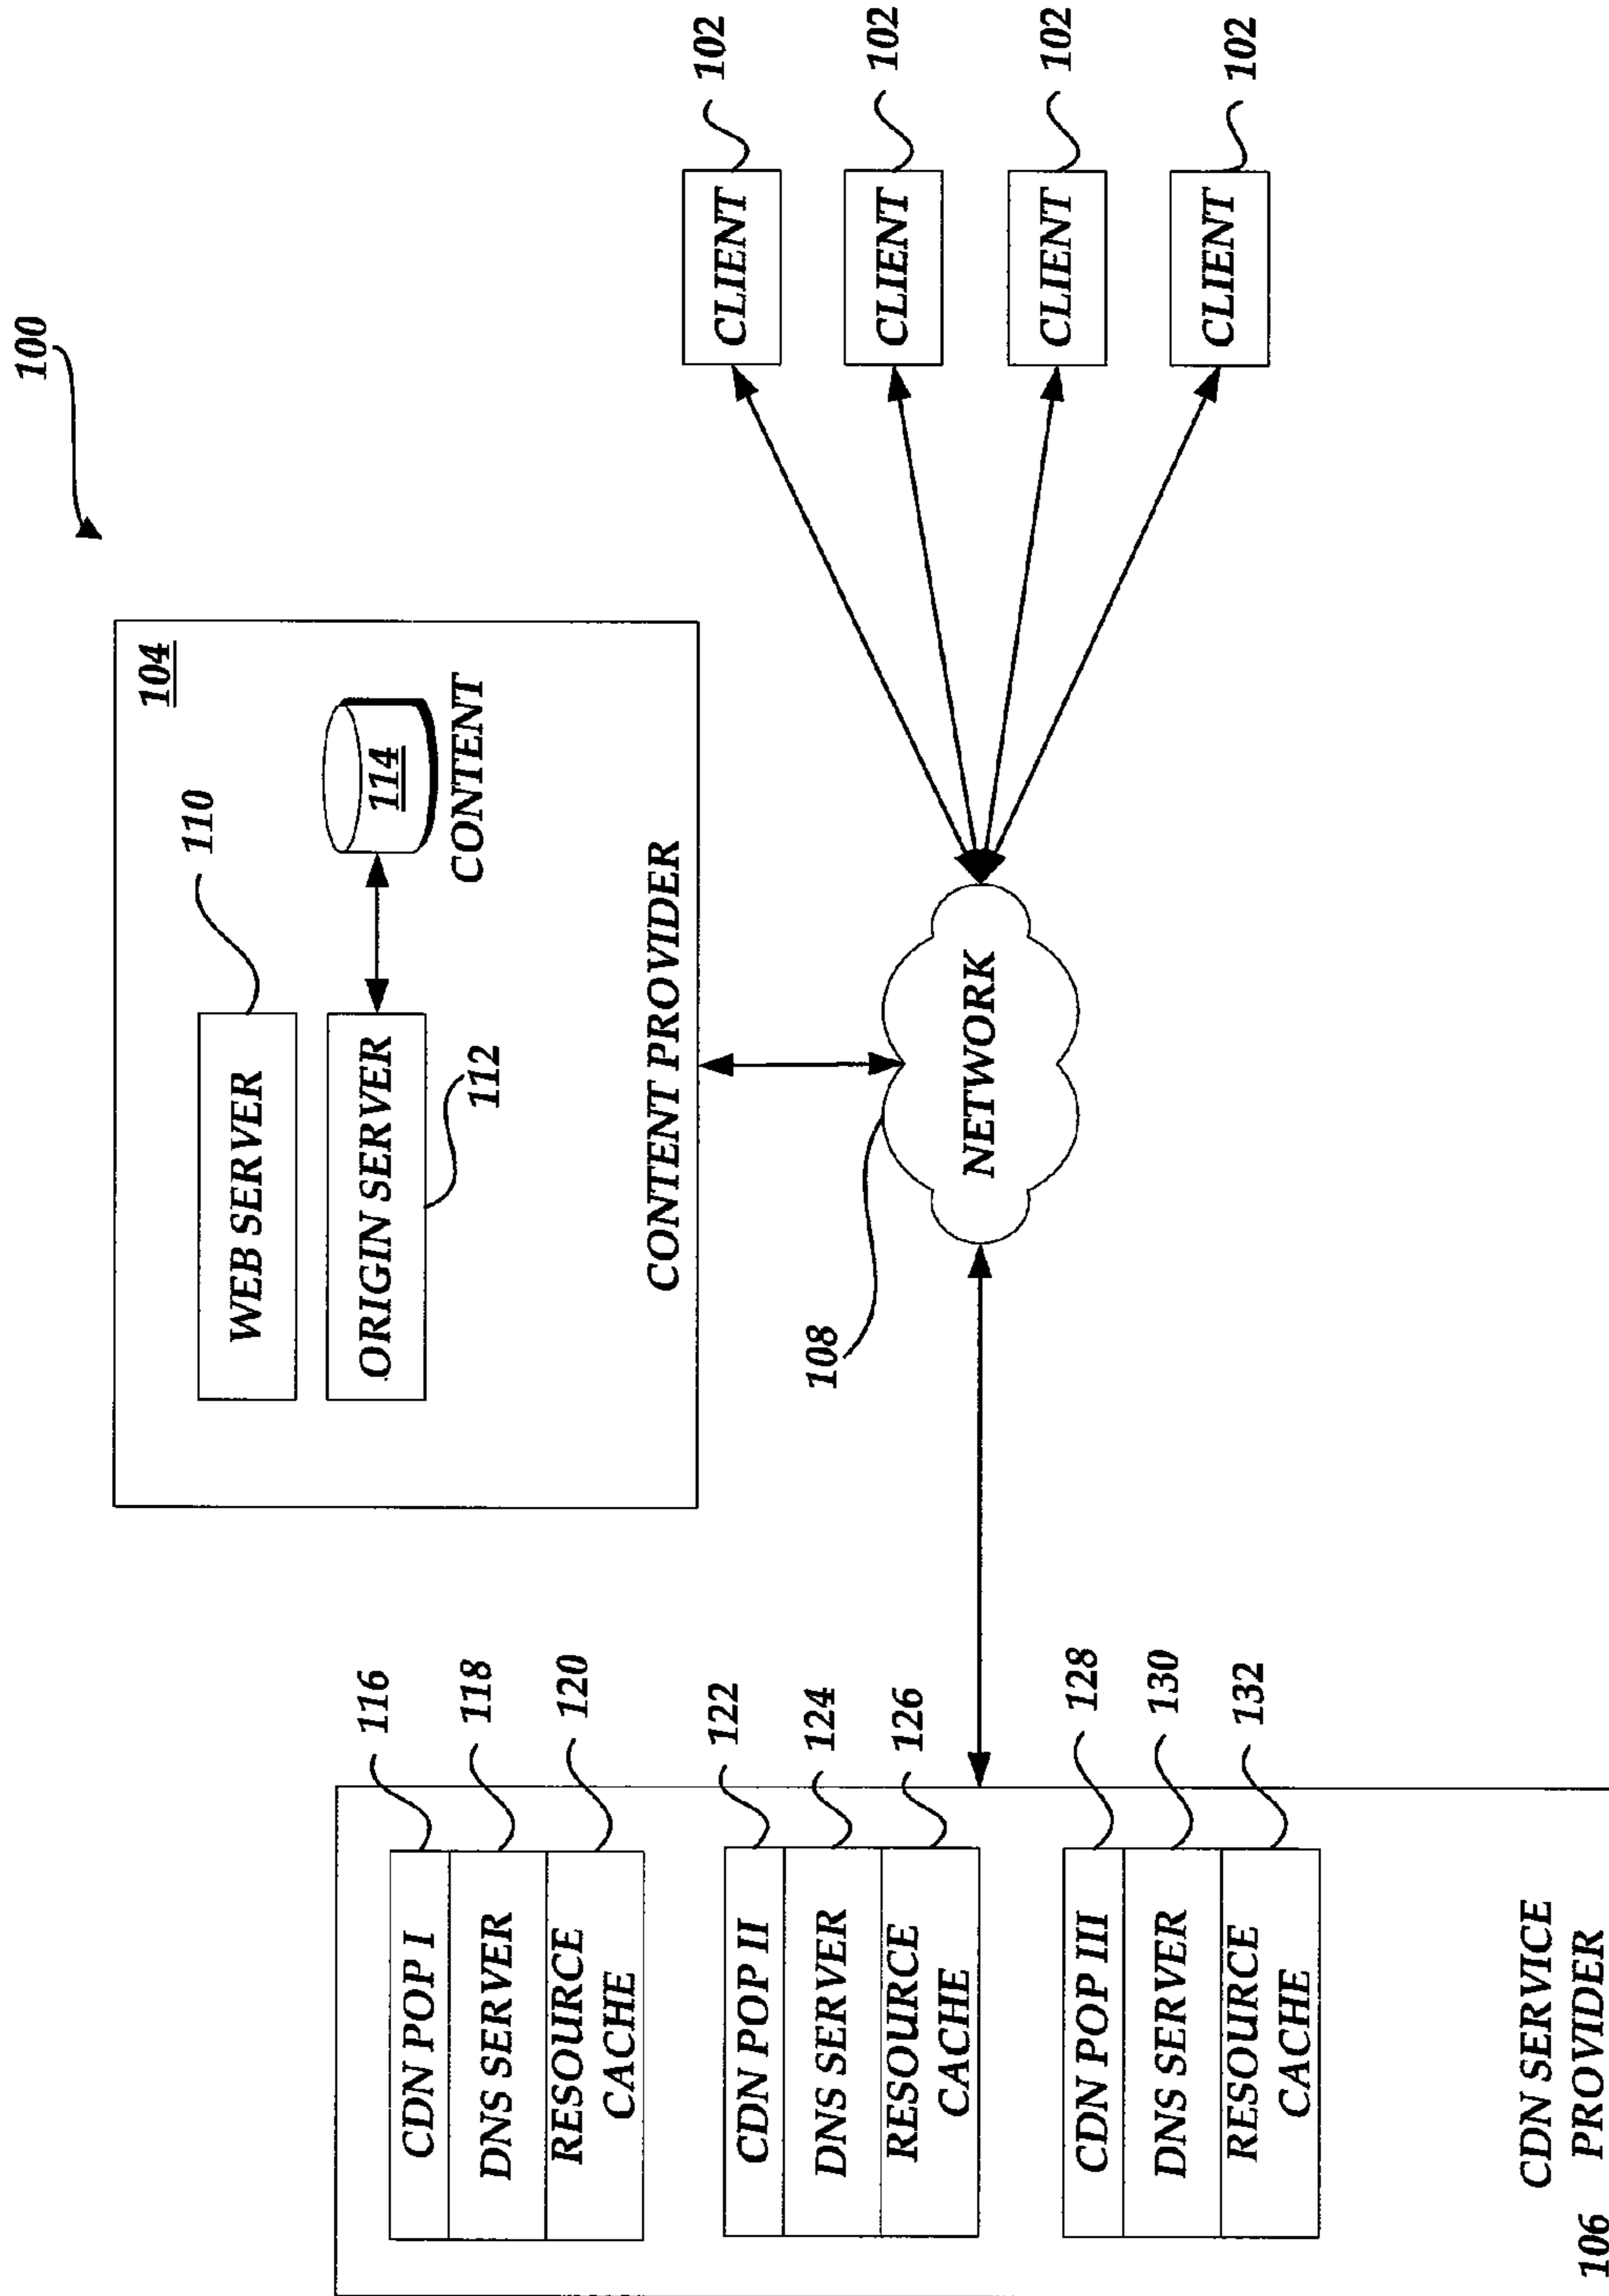 100
104
WEB SERVER
110
ORIGIN SERVER
112
114
CONTENT
CONTENT PROVIDER
116
CDN POP I
118
DNS SERVER
120
RESOURCE
CACHE
122
CDN POP II
124
DNS SERVER
126
RESOURCE
CACHE
128
CDN POP III
130
DNS SERVER
132
RESOURCE
CACHE
CDN SERVICE
PROVIDER
106
108
NETWORK
CLIENT
102
CLIENT
102
CLIENT
102
CLIENT
102